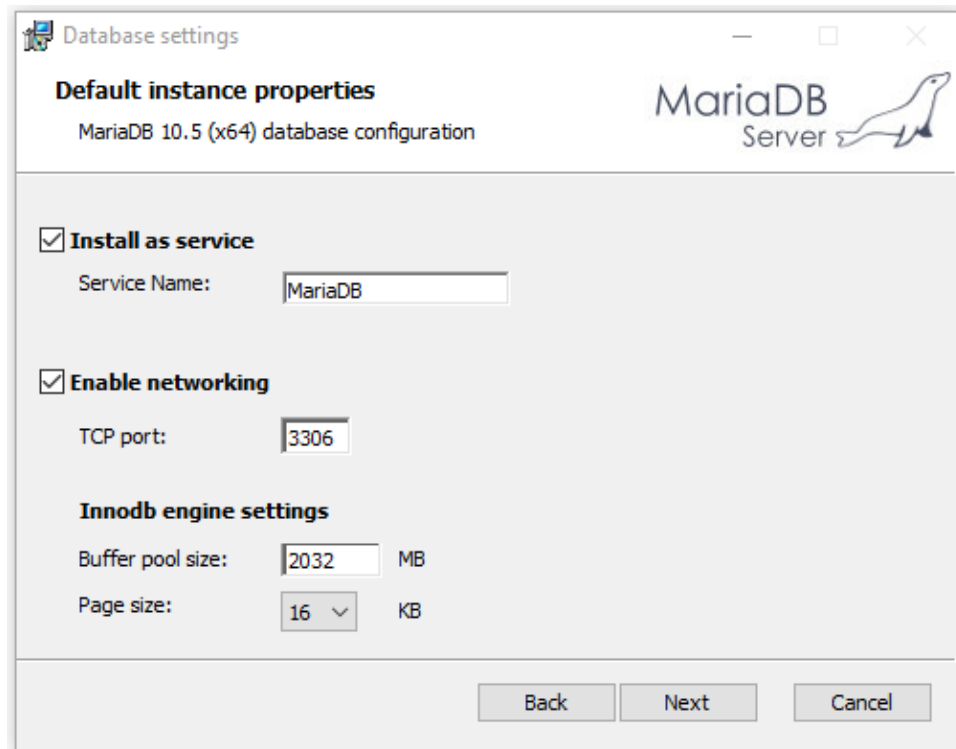 Database settings
Default instance properties
MariaDB 10.5 (x64) database configuration
MariaDB
Server
Install as service
Service Name: MariaDB
Enable networking
TCP port: 3306
Innodb engine settings
Buffer pool size: 2032 MB
Page size: 16 KB
Back Next Cancel